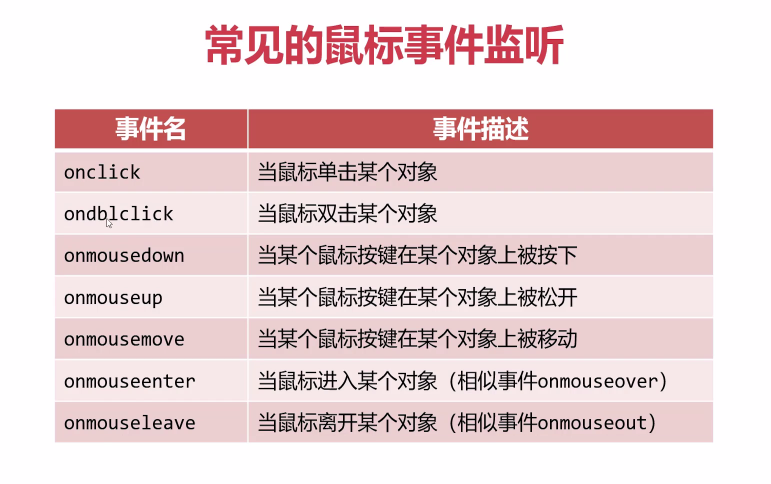 常见的鼠标事件监听
事件名 事件描述
onclick 当鼠标单击某个对象
ondblclick 当鼠标双击某个对象
onmousedown 当某个鼠标按键在某个对象上被按下
onmouseup 当某个鼠标按键在某个对象上被松开
onmousemove 当某个鼠标按键在某个对象上被移动
onmouseenter 当鼠标进入某个对象（相似事件onmouseover）
onmouseleave 当鼠标离开某个对象（相似事件onmouseout）